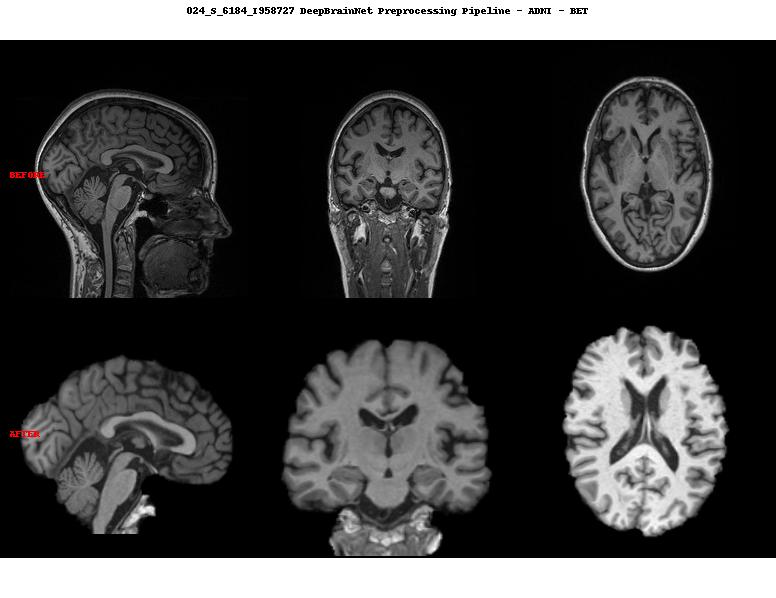 024_S_6184_I958727 DeepBrainNet Preprocessing Pipeline - ADNI - BET
BEFORE
AFTER